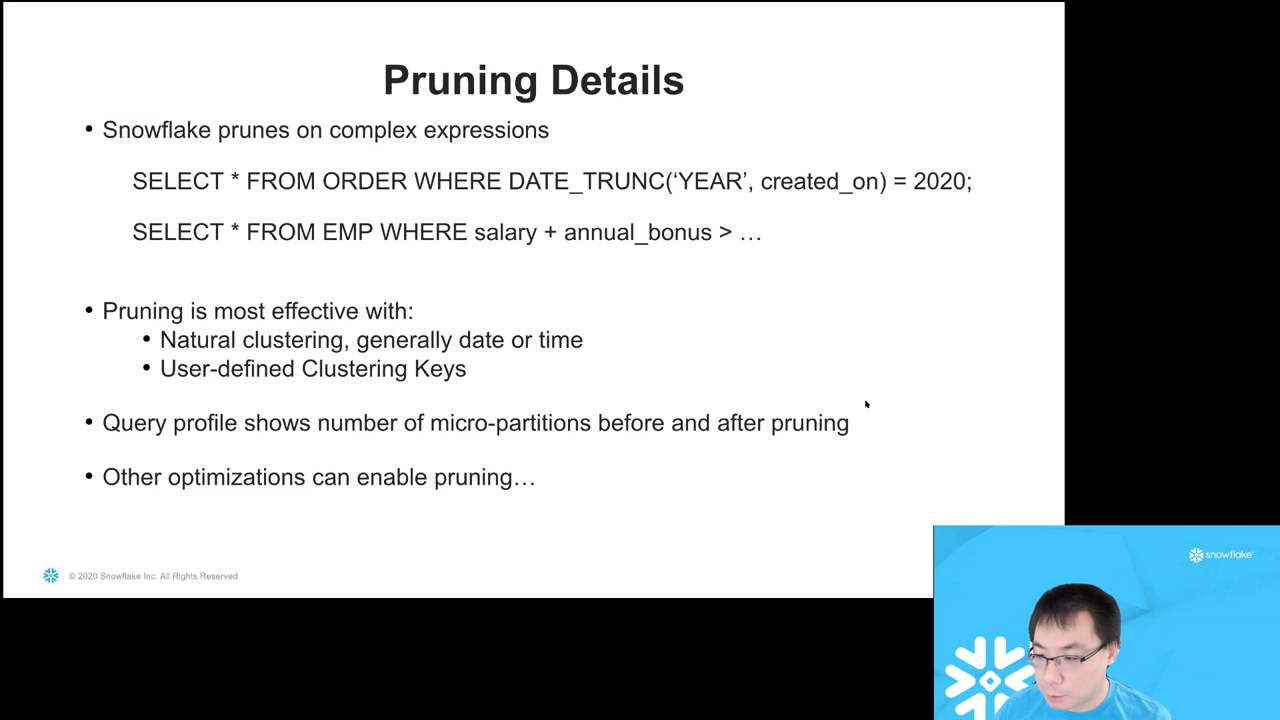 Pruning Details
• Snowflake prunes on complex expressions
SELECT * FROM ORDER WHERE DATE_TRUNC(‘YEAR’, created_on) = 2020;
SELECT * FROM EMP WHERE salary + annual_bonus > …
• Pruning is most effective with:
• Natural clustering, generally date or time
• User-defined Clustering Keys
• Query profile shows number of micro-partitions before and after pruning
• Other optimizations can enable pruning…
© 2020 Snowflake Inc. All Rights Reserved
snowflake